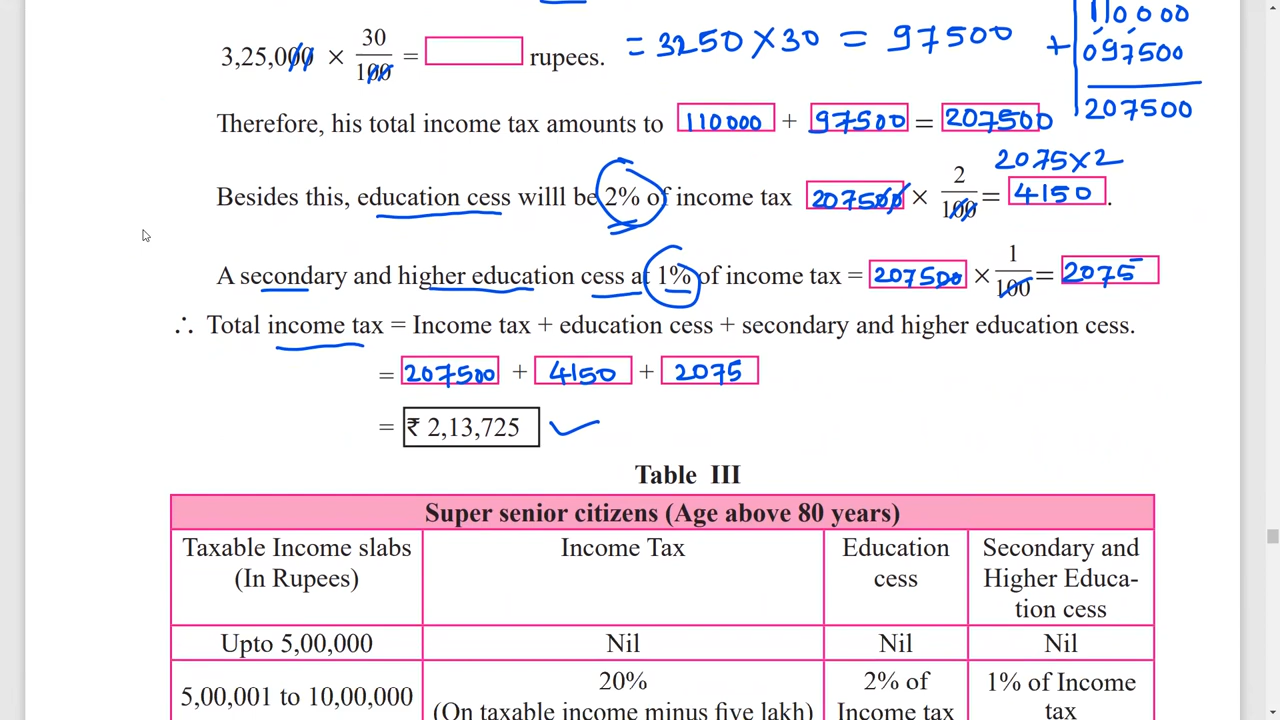 110000
3,25,000 × 30/100 = rupees. = 3250 × 30 = 97500 + 097500
207500
Therefore, his total income tax amounts to 110000 + 97500 = 207500
2075 × 2
Besides this, education cess willl be 2% of income tax 207500 × 2/100 = 4150.
A secondary and higher education cess at 1% of income tax = 207500 × 1/100 = 2075
∴ Total income tax = Income tax + education cess + secondary and higher education cess.
= 207500 + 4150 + 2075
= ₹ 2,13,725
Table III
Super senior citizens (Age above 80 years)
Taxable Income slabs (In Rupees) Income Tax Education cess Secondary and Higher Educa-tion cess
Upto 5,00,000 Nil Nil Nil
5,00,001 to 10,00,000 20% (On taxable income minus five lakh) 2% of Income tax 1% of Income tax